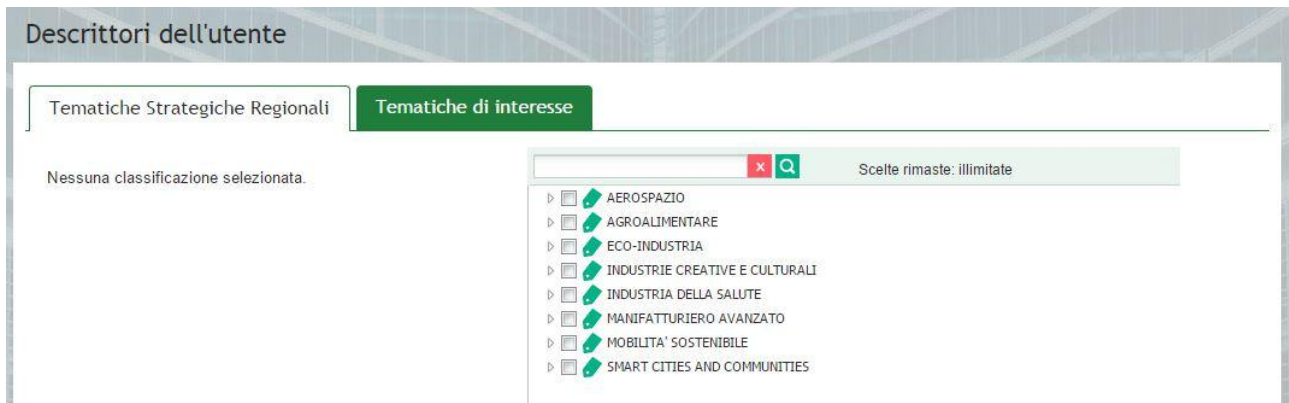 Descrittori dell'utente
Tematiche Strategiche Regionali
Tematiche di interesse
Nessuna classificazione selezionata.
x
Scelte rimaste: illimitate
AEROSPAZIO
AGROALIMENTARE
ECO-INDUSTRIA
INDUSTRIE CREATIVE E CULTURALI
INDUSTRIA DELLA SALUTE
MANIFATTURIERO AVANZATO
MOBILITA' SOSTENIBILE
SMART CITIES AND COMMUNITIES